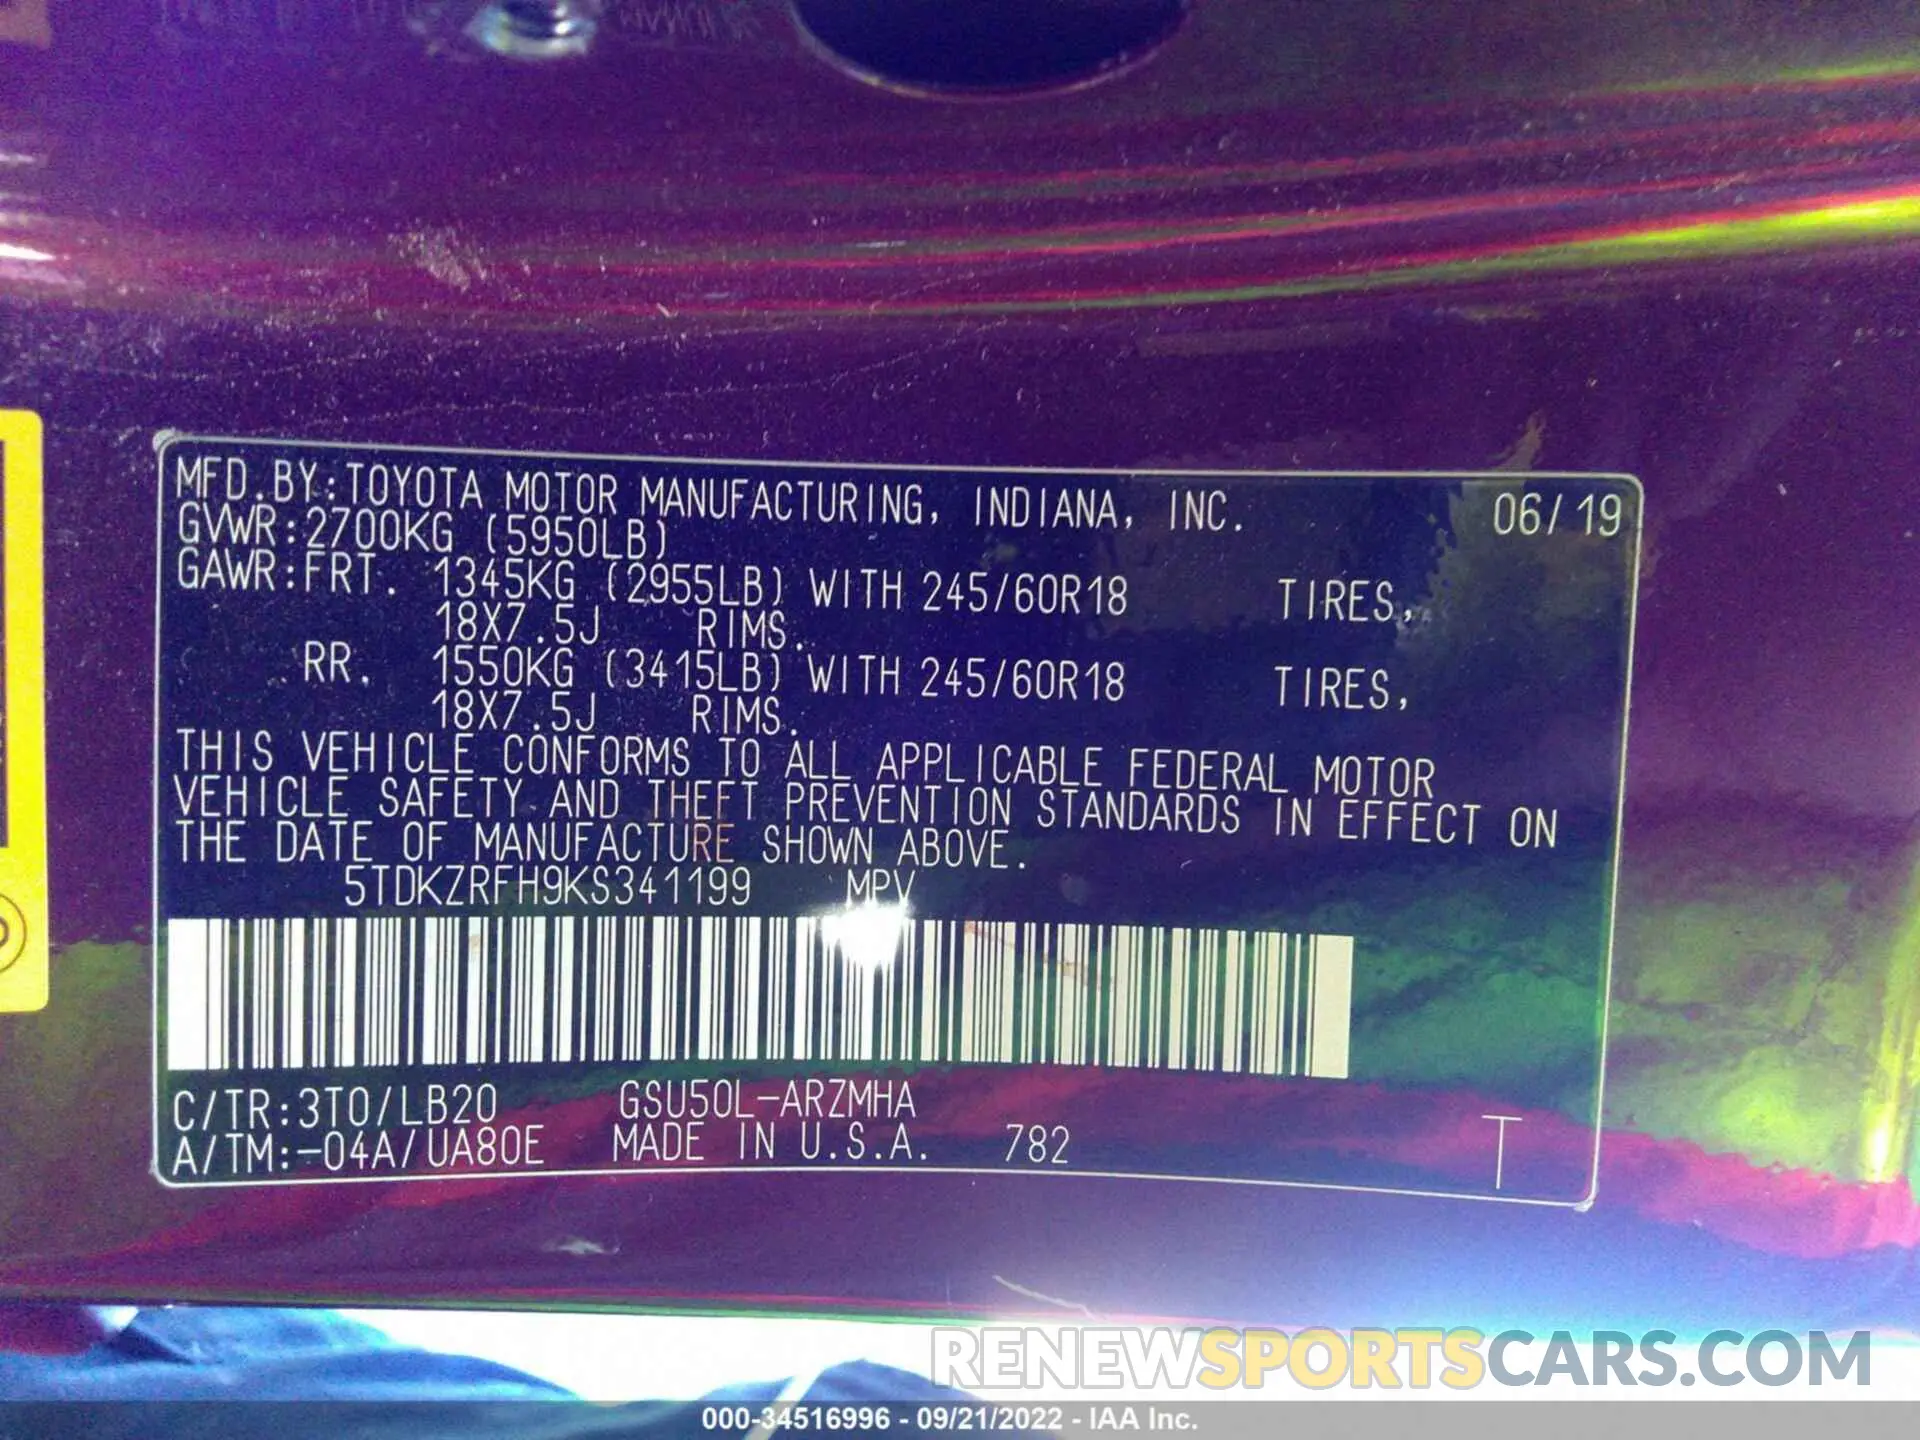 MFD.BY:TOYOTA MOTOR MANUFACTURING, INDIANA, INC. 06/19
GVWR:2700KG (5950LB)
GAWR:FRT. 1345KG (2955LB) WITH 245/60R18 TIRES,
18X7.5J RIMS.
RR. 1550KG (3415LB) WITH 245/60R18 TIRES,
18X7.5J RIMS.
THIS VEHICLE CONFORMS TO ALL APPLICABLE FEDERAL MOTOR
VEHICLE SAFETY AND THEFT PREVENTION STANDARDS IN EFFECT ON
THE DATE OF MANUFACTURE SHOWN ABOVE.
5TDKZRFH9KS341199 MPV
C/TR:3T0/LB20 GSU50L-ARZMHA
A/TM:-04A/UA80E MADE IN U.S.A. 782 T
RENEWSPORTSCARS.COM
000-34516996 - 09/21/2022 - IAA Inc.